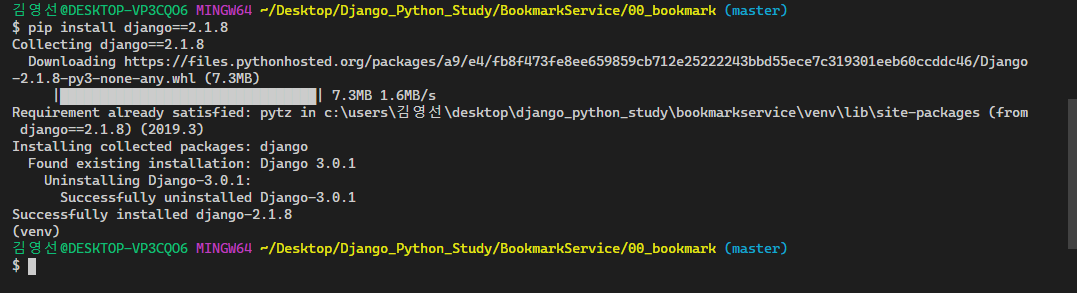 김영선@DESKTOP-VP3CQO6 MINGW64 ~/Desktop/Django_Python_Study/BookmarkService/00_bookmark (master)
$ pip install django==2.1.8
Collecting django==2.1.8
  Downloading https://files.pythonhosted.org/packages/a9/e4/fb8f473fe8ee659859cb712e25222243bbd55ece7c319301eeb60ccddc46/Django
-2.1.8-py3-none-any.whl (7.3MB)
     |████████████████████████████████| 7.3MB 1.6MB/s
Requirement already satisfied: pytz in c:\users\김영선\desktop\django_python_study\bookmarkservice\venv\lib\site-packages (from
 django==2.1.8) (2019.3)
Installing collected packages: django
  Found existing installation: Django 3.0.1
    Uninstalling Django-3.0.1:
      Successfully uninstalled Django-3.0.1
Successfully installed django-2.1.8
(venv)
김영선@DESKTOP-VP3CQO6 MINGW64 ~/Desktop/Django_Python_Study/BookmarkService/00_bookmark (master)
$